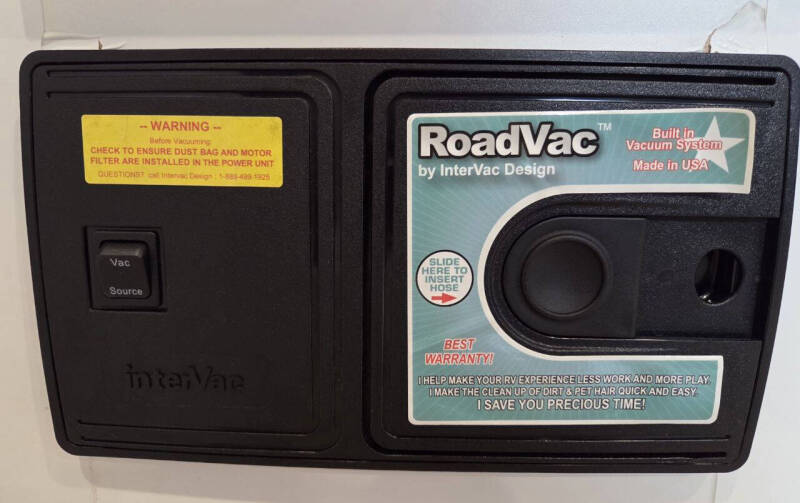 -- WARNING --
Before Vacuuming:
CHECK TO ENSURE DUST BAG AND MOTOR
FILTER ARE INSTALLED IN THE POWER UNIT
QUESTIONS? call Intervac Design : 1-888-499-1925
Vac
Source
interVac
RoadVac™
by InterVac Design
Built in
Vacuum System
Made in USA
SLIDE
HERE TO
INSERT
HOSE
BEST
WARRANTY!
I HELP MAKE YOUR RV EXPERIENCE LESS WORK AND MORE PLAY.
I MAKE THE CLEAN UP OF DIRT & PET HAIR QUICK AND EASY.
I SAVE YOU PRECIOUS TIME!